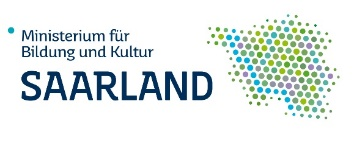 Ministerium für
Bildung und Kultur
SAARLAND